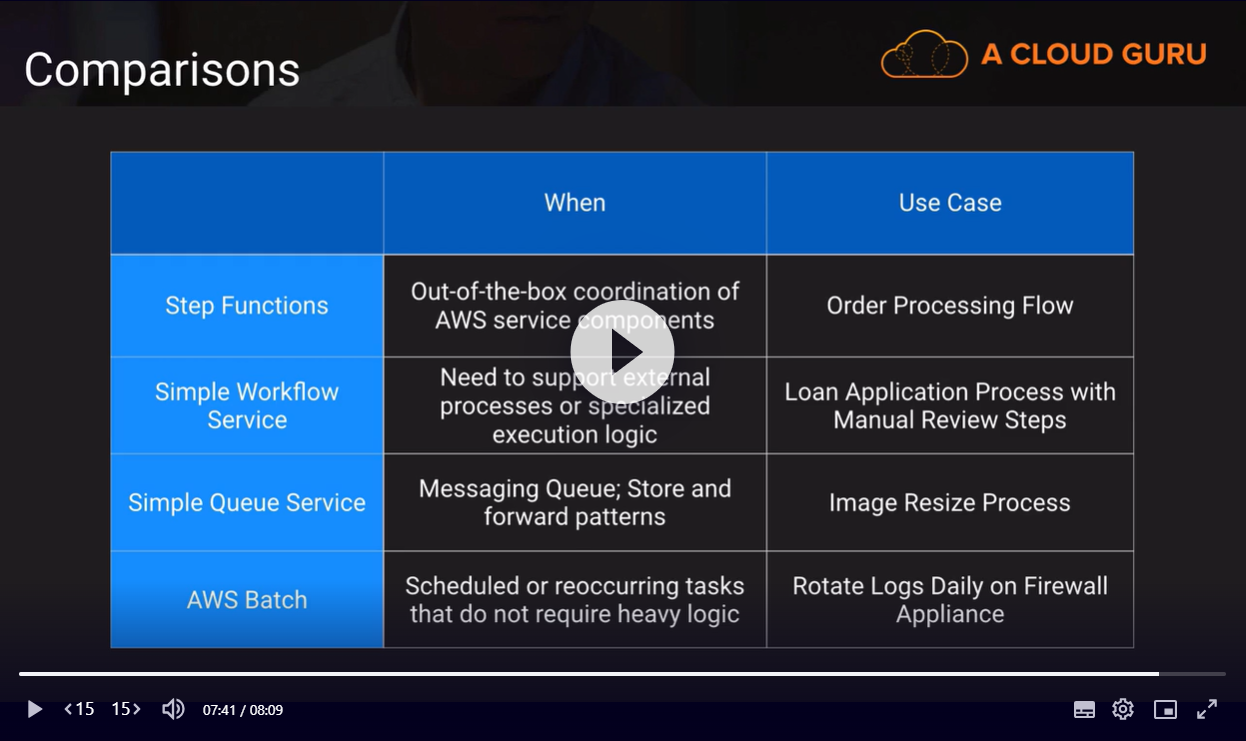 Comparisons
A CLOUD GURU
When
Use Case
Step Functions
Out-of-the-box coordination of
AWS service components
Order Processing Flow
Simple Workflow
Service
Need to support external
processes or specialized
execution logic
Loan Application Process with
Manual Review Steps
Simple Queue Service
Messaging Queue; Store and
forward patterns
Image Resize Process
AWS Batch
Scheduled or reoccurring tasks
that do not require heavy logic
Rotate Logs Daily on Firewall
Appliance
<15 15> 07:41 / 08:09